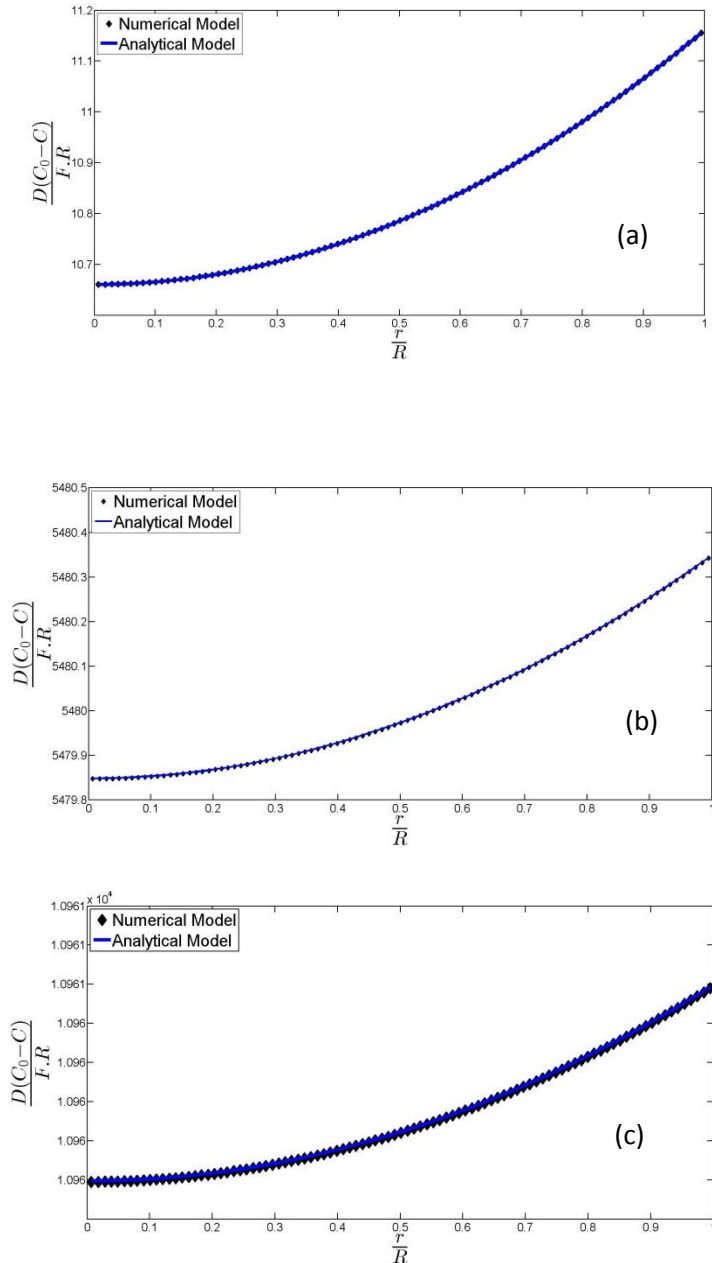 11.2
11.1
11
10.9
10.8
10.7
D(C₀−C)
F.R
Numerical Model
Analytical Model
(a)
0 0.1 0.2 0.3 0.4 0.5 0.6 0.7 0.8 0.9 1
r
R
5480.5
5480.4
5480.3
5480.2
5480.1
5480
5479.9
5479.8
D(C₀−C)
F.R
Numerical Model
Analytical Model
(b)
0 0.1 0.2 0.3 0.4 0.5 0.6 0.7 0.8 0.9 1
r
R
x 10⁴
1.0961
1.0961
1.0961
1.096
1.096
1.096
1.096
1.096
D(C₀−C)
F.R
Numerical Model
Analytical Model
(c)
0 0.1 0.2 0.3 0.4 0.5 0.6 0.7 0.8 0.9 1
r
R